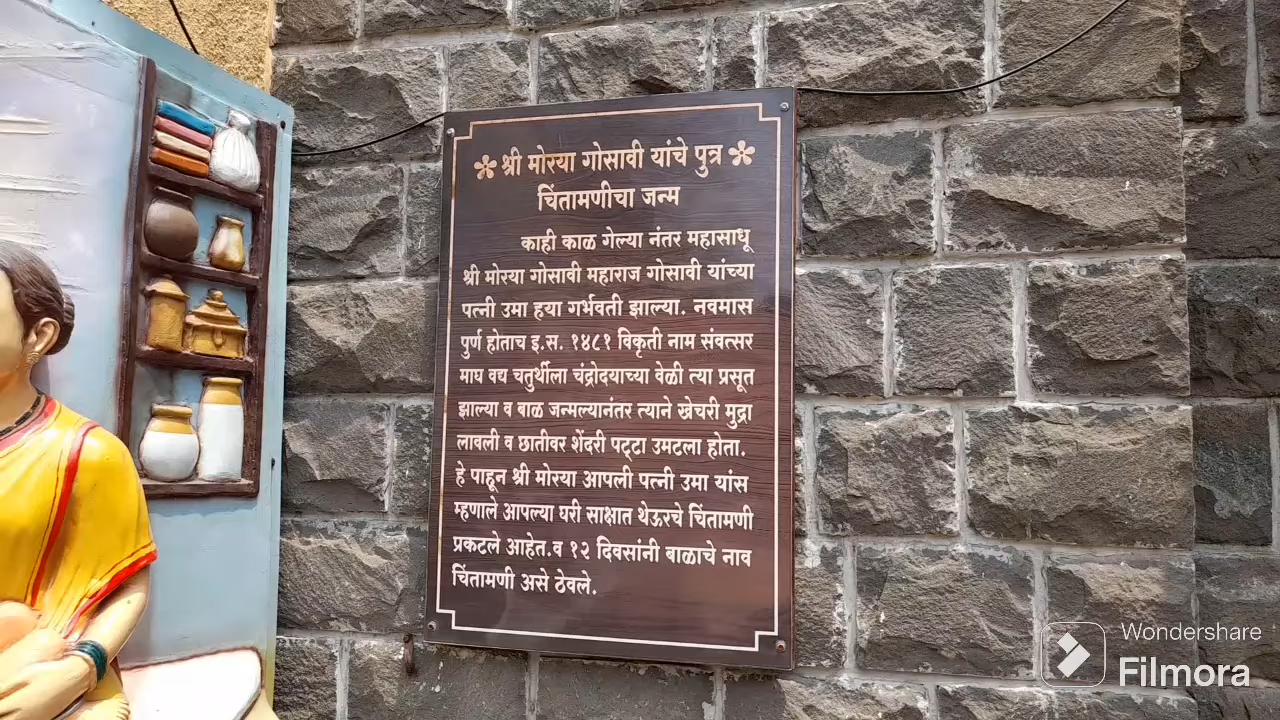 श्री मोरया गोसावी यांचे पुत्र
चिंतामणीचा जन्म
काही काळ गेल्या नंतर महासाधू
श्री मोरया गोसावी महाराज गोसावी यांच्या
पत्नी उमा हया गर्भवती झाल्या. नवमास
पुर्ण होताच इ.स. १४८१ विकृती नाम संवत्सर
माघ वद्य चतुर्थीला चंद्रोदयाच्या वेळी त्या प्रसूत
झाल्या व बाळ जन्मल्यानंतर त्याने खेचरी मुद्रा
लावली व छातीवर शेंदरी पट्टा उमटला होता.
हे पाहून श्री मोरया आपली पत्नी उमा यांस
म्हणाले आपल्या घरी साक्षात थेऊरचे चिंतामणी
प्रकटले आहेत.व १२ दिवसांनी बाळाचे नाव
चिंतामणी असे ठेवले.
Wondershare
Filmora